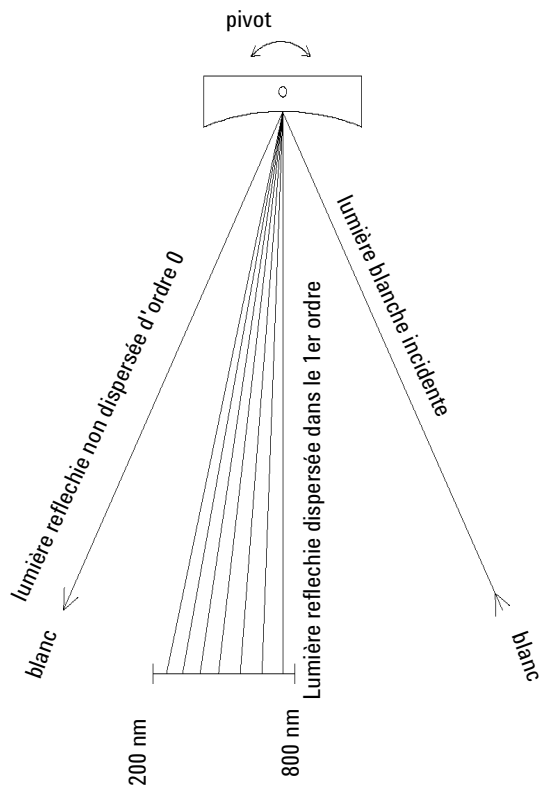 pivot
lumière reflechie non dispersée d'ordre 0
lumière blanche incidente
Lumière reflechie dispersée dans le 1er ordre
blanc
blanc
200 nm
800 nm